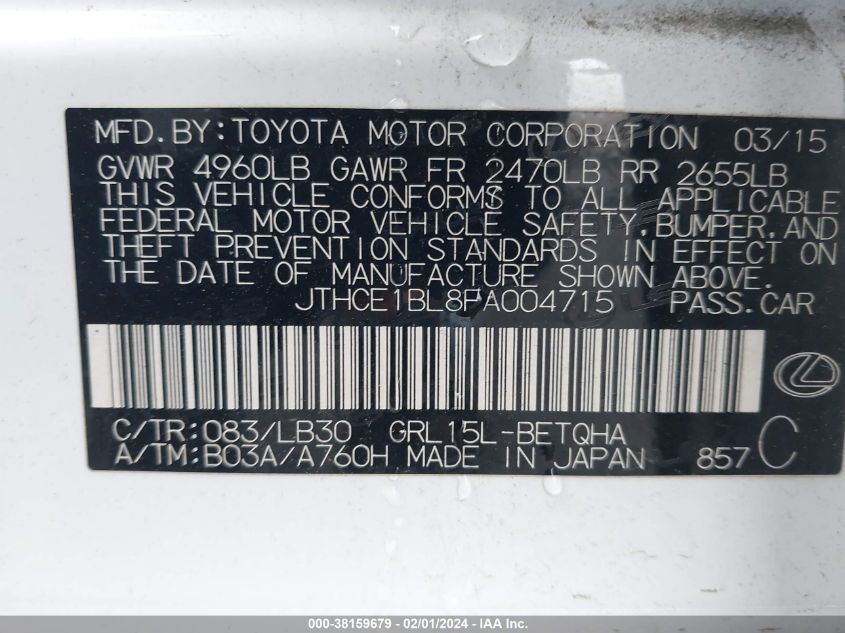 MFD.BY:TOYOTA MOTOR CORPORATION 03/15
GVWR 4960LB GAWR FR 2470LB RR 2655LB
THIS VEHICLE CONFORMS TO ALL APPLICABLE
FEDERAL MOTOR VEHICLE SAFETY,BUMPER,AND
THEFT PREVENTION STANDARDS IN EFFECT ON
THE DATE OF MANUFACTURE SHOWN ABOVE.
JTHCE1BL8FA004715 PASS.CAR
C/TR:083/LB30 GRL15L-BETQHA
A/TM:B03A/A760H MADE IN JAPAN 857 C
000-38159679 - 02/01/2024 - IAA Inc.